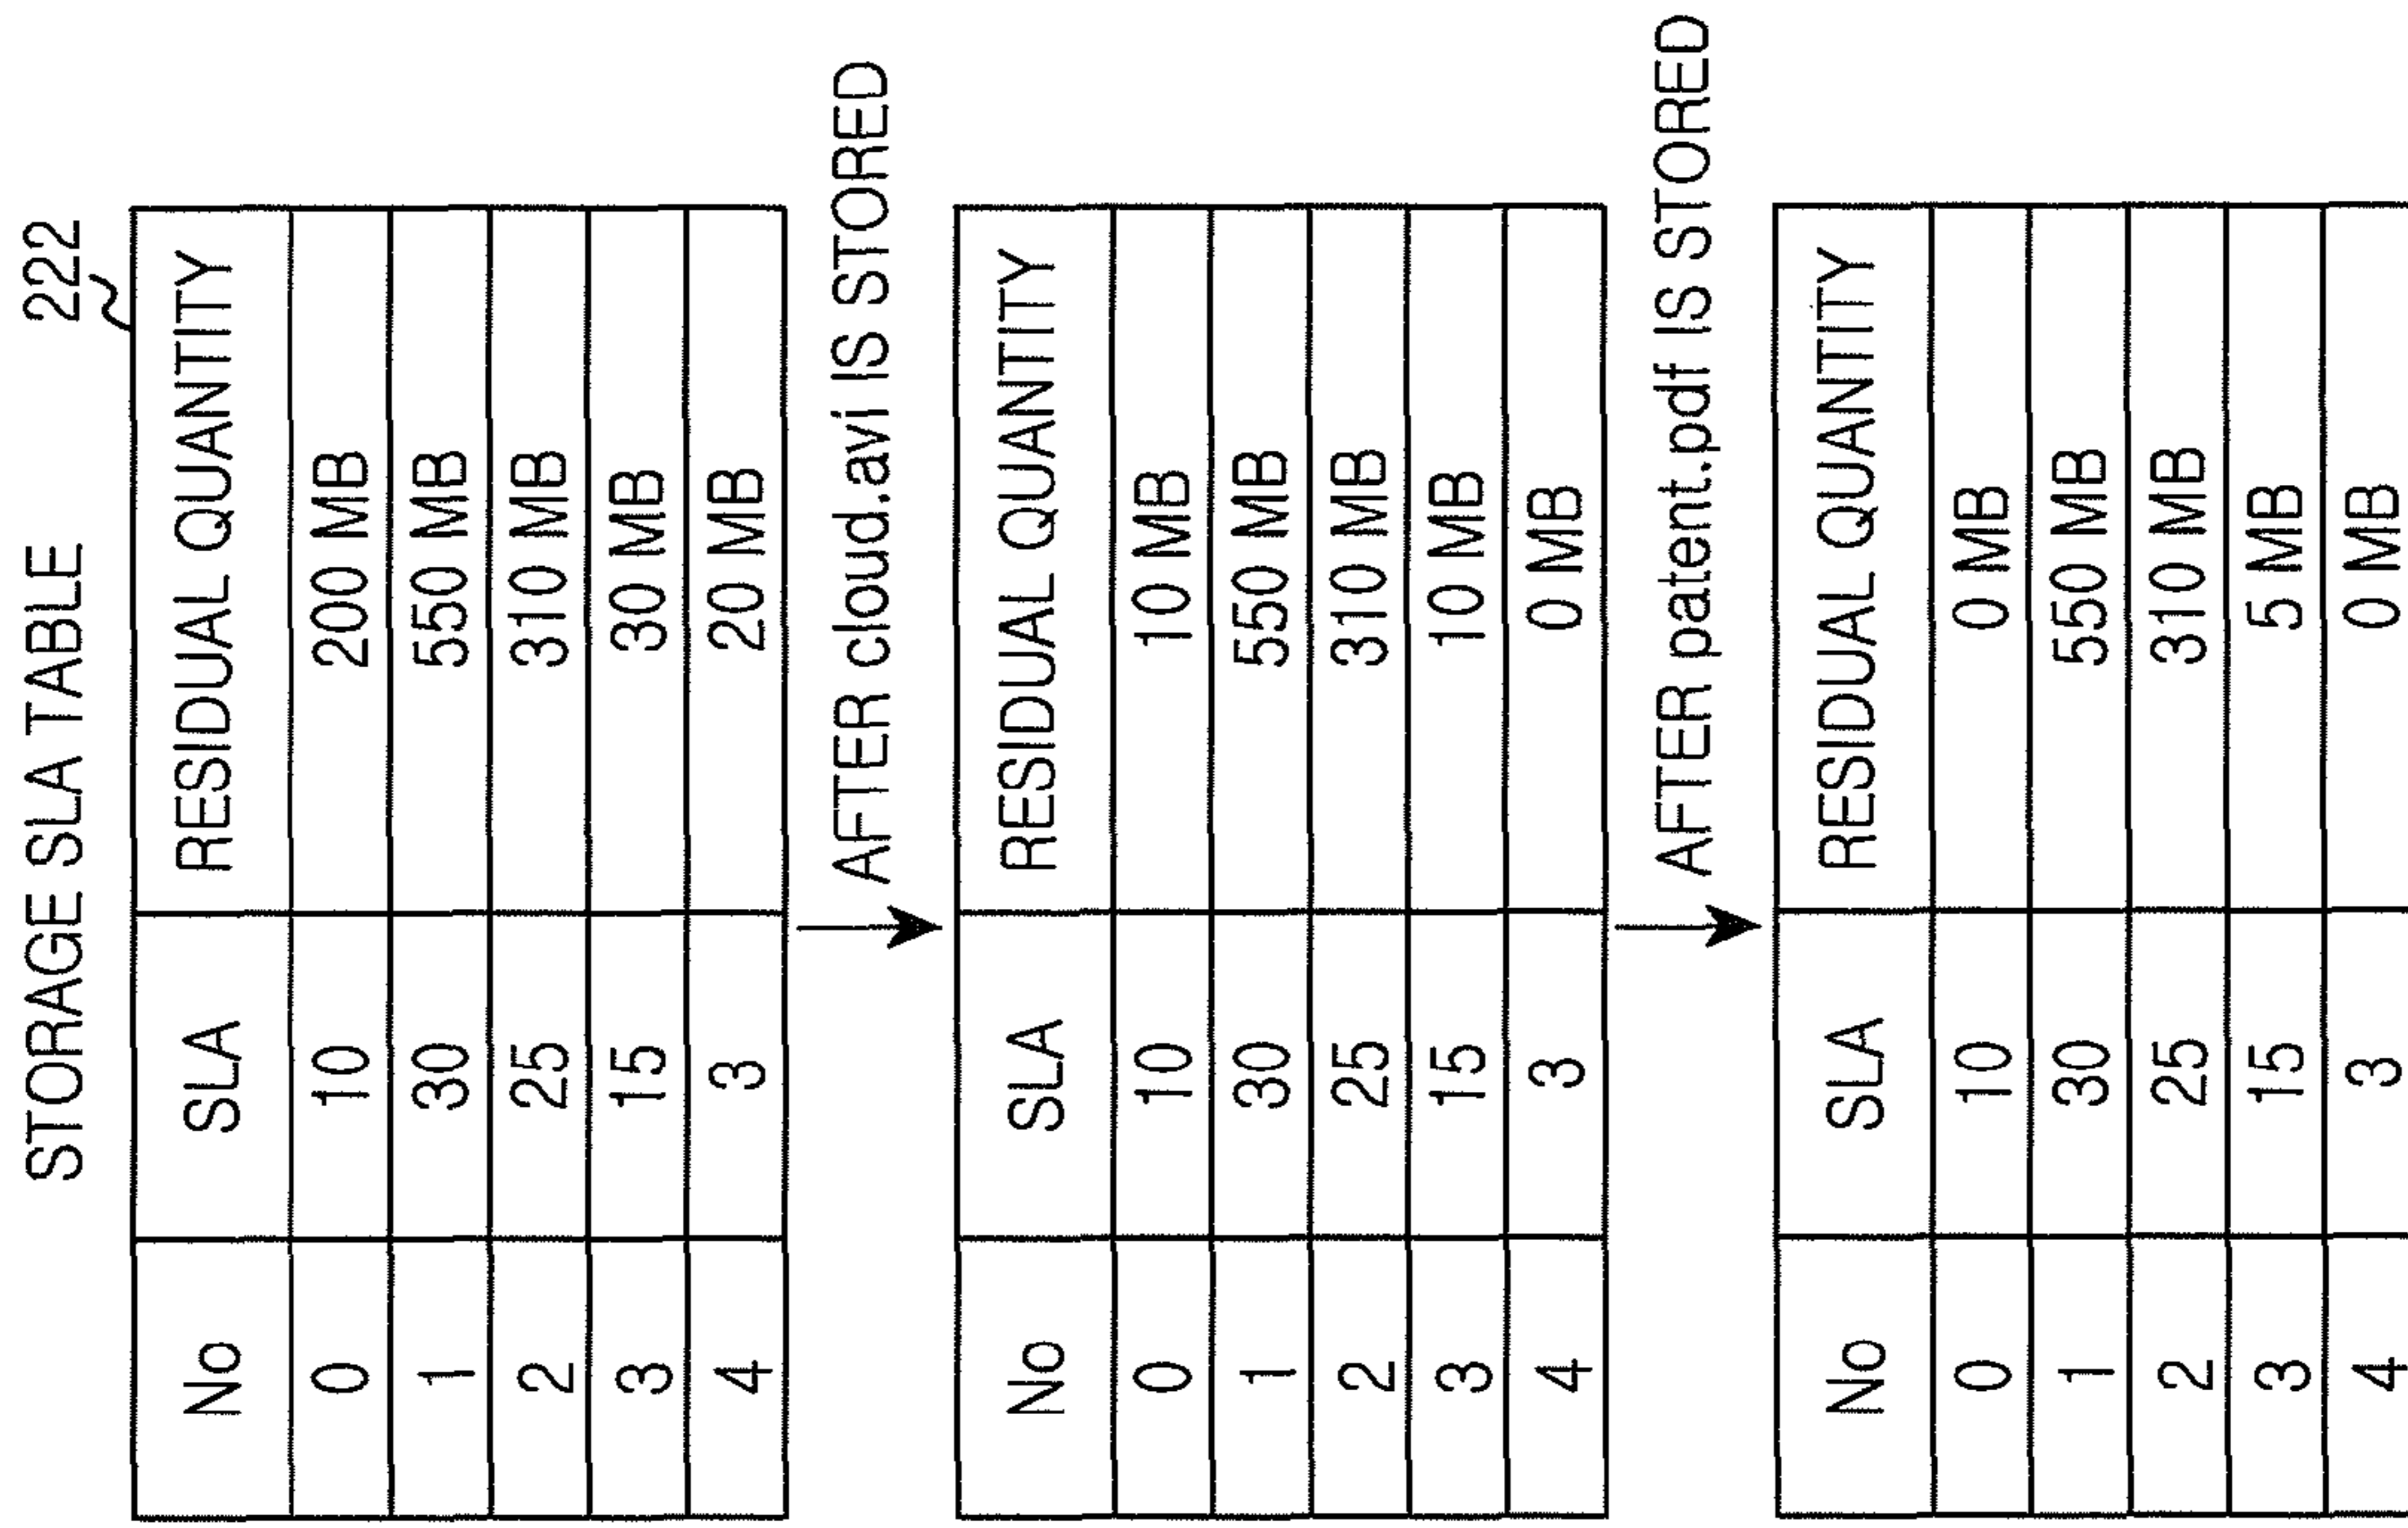 STORAGE SLA TABLE 222
No SLA RESIDUAL QUANTITY
0 10 200 MB
1 30 550 MB
2 25 310 MB
3 15 30 MB
4 3 20 MB
AFTER cloud.avi IS STORED
No SLA RESIDUAL QUANTITY
0 10 10 MB
1 30 550 MB
2 25 310 MB
3 15 10 MB
4 3 0 MB
AFTER patent.pdf IS STORED
No SLA RESIDUAL QUANTITY
0 10 0 MB
1 30 550 MB
2 25 310 MB
3 15 5 MB
4 3 0 MB